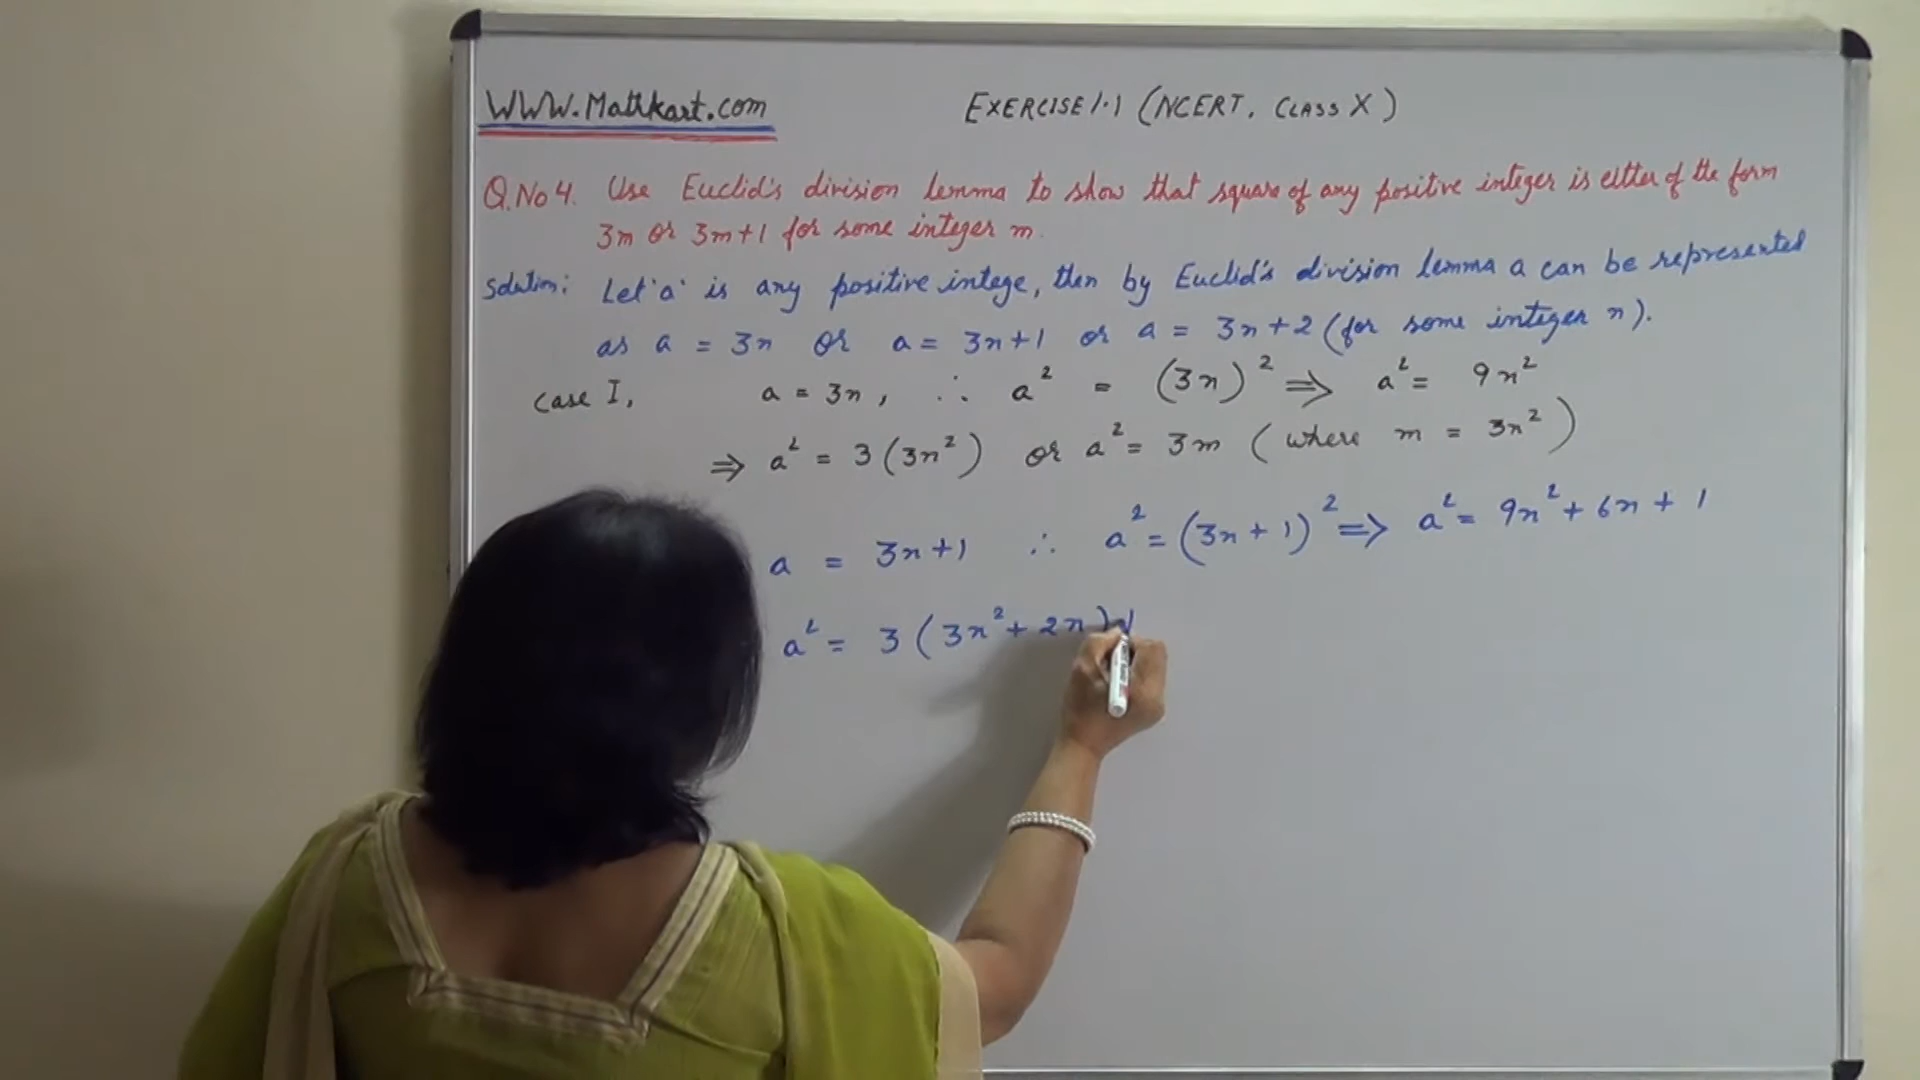 WWW.Mathkart.com
EXERCISE 1.1 (NCERT, CLASS X)
Q.No 4. Use Euclid's division lemma to show that square of any positive integer is either of the form
3m or 3m+1 for some integer m.
Solution: Let 'a' is any positive intege, then by Euclid's division lemma a can be represented
as a = 3n or a = 3n+1 or a = 3n+2 (for some integer n).
Case I, a = 3n, ∴ a² = (3n)² ⇒ a² = 9n²
⇒ a² = 3(3n²) or a² = 3m (where m = 3n²)
a = 3n+1 ∴ a² = (3n+1)² ⇒ a² = 9n² + 6n + 1
a² = 3(3n² + 2n)